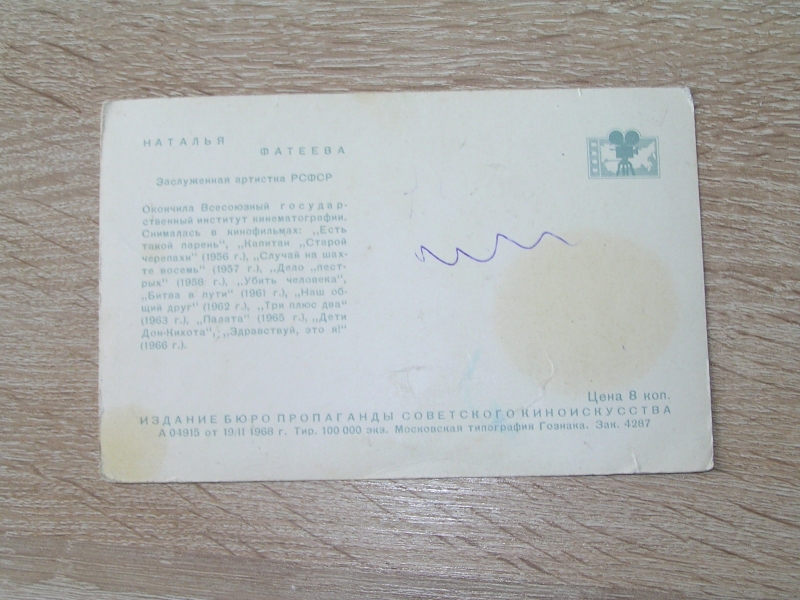 НАТАЛЬЯ
ФАТЕЕВА
Заслуженная артистка РСФСР
Окончила Всесоюзный государ-
ственный институт кинематографии.
Снималась в кинофильмах: „Есть
такой парень", „Капитан „Старой
черепахи" (1956 г.), „Случай на шах-
те восемь" (1957 г.), „Дело „пест-
рых" (1958 г.), „Убить человека",
„Битва в пути" (1961 г.), „Наш об-
щий друг" (1962 г.), „Три плюс два"
(1963 г.), „Палата" (1965 г.), „Дети
Дон-Кихота", „Здравствуй, это я!"
(1966 г.).
Цена 8 коп.
ИЗДАНИЕ БЮРО ПРОПАГАНДЫ СОВЕТСКОГО КИНОИСКУССТВА
А 04915 от 19/II 1968 г. Тир. 100 000 экз. Московская типография Гознака. Зак. 4287